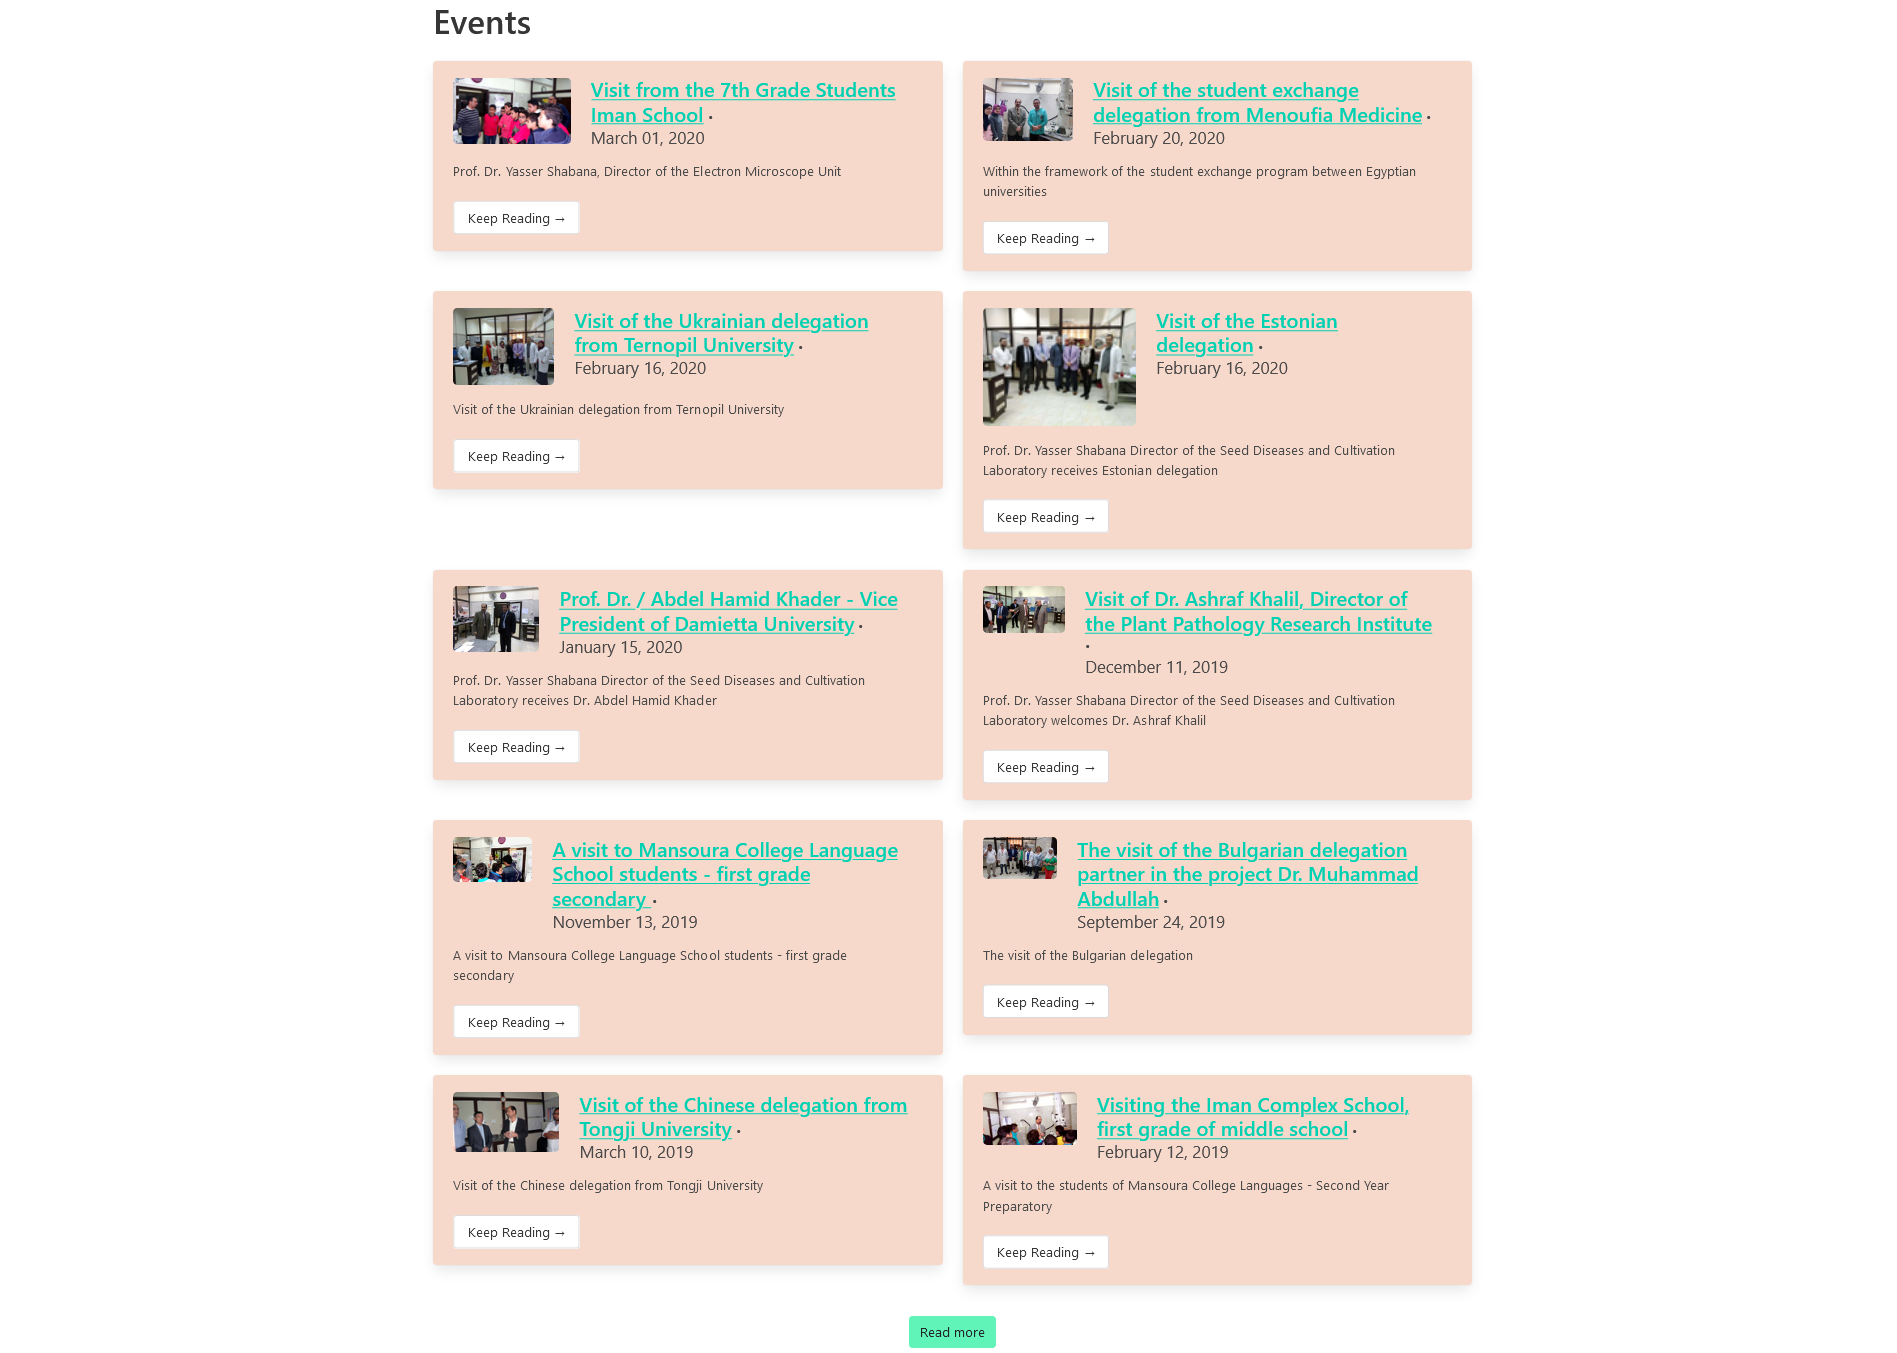 Events
Visit from the 7th Grade Students
Iman School •
March 01, 2020
Prof. Dr. Yasser Shabana, Director of the Electron Microscope Unit
Keep Reading →
Visit of the student exchange
delegation from Menoufia Medicine •
February 20, 2020
Within the framework of the student exchange program between Egyptian
universities
Keep Reading →
Visit of the Ukrainian delegation
from Ternopil University •
February 16, 2020
Visit of the Ukrainian delegation from Ternopil University
Keep Reading →
Visit of the Estonian
delegation •
February 16, 2020
Prof. Dr. Yasser Shabana Director of the Seed Diseases and Cultivation
Laboratory receives Estonian delegation
Keep Reading →
Prof. Dr. / Abdel Hamid Khader - Vice
President of Damietta University •
January 15, 2020
Prof. Dr. Yasser Shabana Director of the Seed Diseases and Cultivation
Laboratory receives Dr. Abdel Hamid Khader
Keep Reading →
Visit of Dr. Ashraf Khalil, Director of
the Plant Pathology Research Institute
•
December 11, 2019
Prof. Dr. Yasser Shabana Director of the Seed Diseases and Cultivation
Laboratory welcomes Dr. Ashraf Khalil
Keep Reading →
A visit to Mansoura College Language
School students - first grade
secondary •
November 13, 2019
A visit to Mansoura College Language School students - first grade
secondary
Keep Reading →
The visit of the Bulgarian delegation
partner in the project Dr. Muhammad
Abdullah •
September 24, 2019
The visit of the Bulgarian delegation
Keep Reading →
Visit of the Chinese delegation from
Tongji University •
March 10, 2019
Visit of the Chinese delegation from Tongji University
Keep Reading →
Visiting the Iman Complex School,
first grade of middle school •
February 12, 2019
A visit to the students of Mansoura College Languages - Second Year
Preparatory
Keep Reading →
Read more